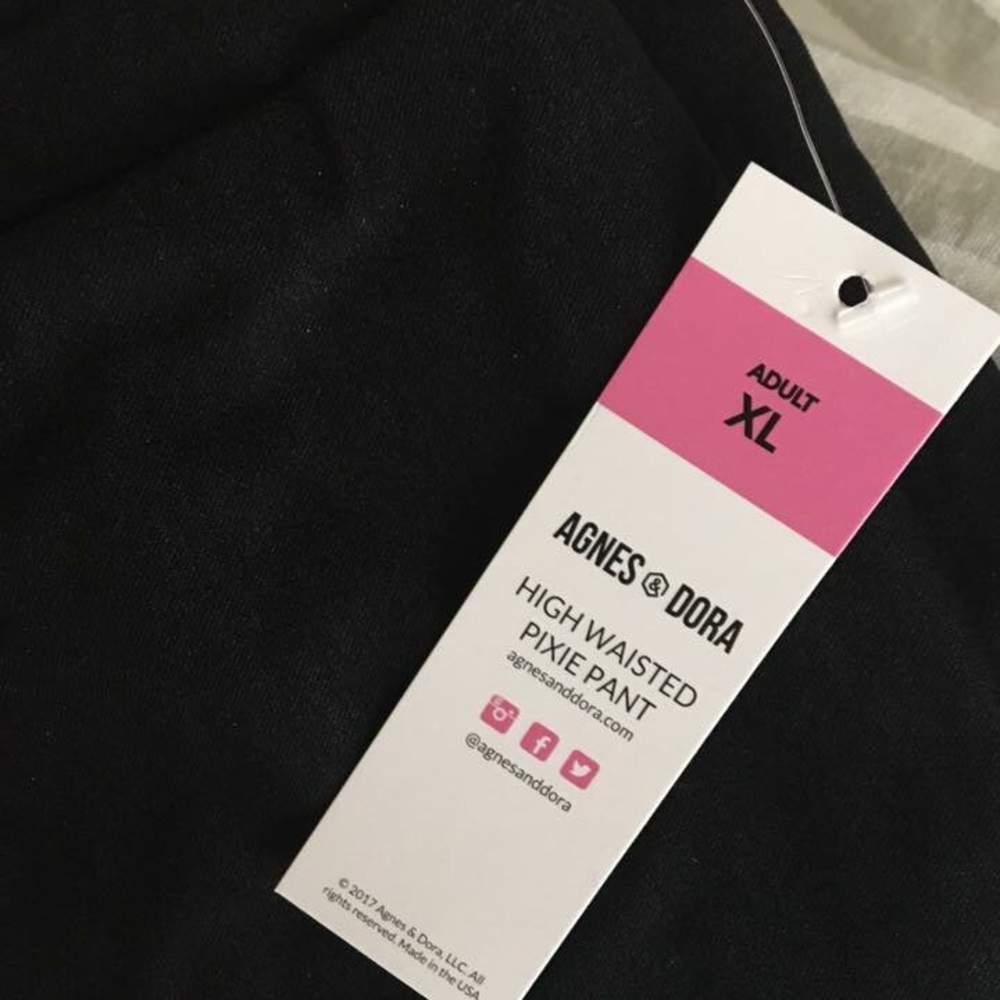 ADULT
XL
AGNES & DORA
HIGH WAISTED
PIXIE PANT
agnesanddora.com
@agnesanddora
© 2017 Agnes & Dora, LLC. All
rights reserved. Made in the USA